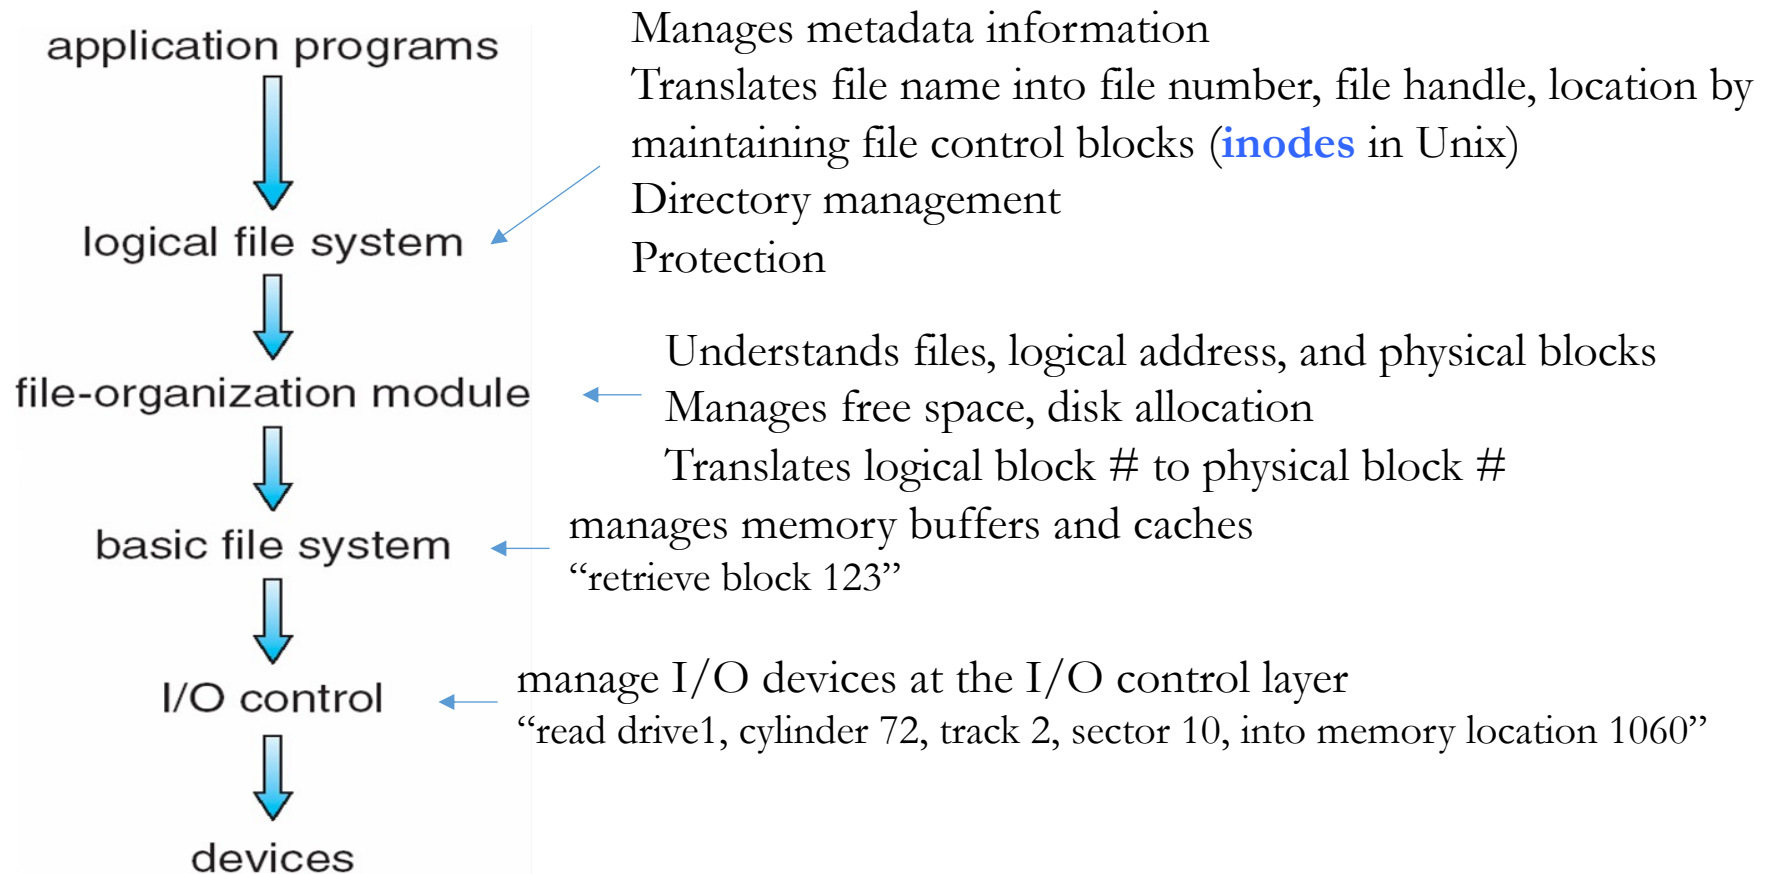 application programs
Manages metadata information
Translates file name into file number, file handle, location by
maintaining file control blocks (inodes in Unix)
Directory management
Protection
logical file system
Understands files, logical address, and physical blocks
Manages free space, disk allocation
Translates logical block # to physical block #
file-organization module
manages memory buffers and caches
“retrieve block 123”
basic file system
manage I/O devices at the I/O control layer
“read drive1, cylinder 72, track 2, sector 10, into memory location 1060”
I/O control
devices